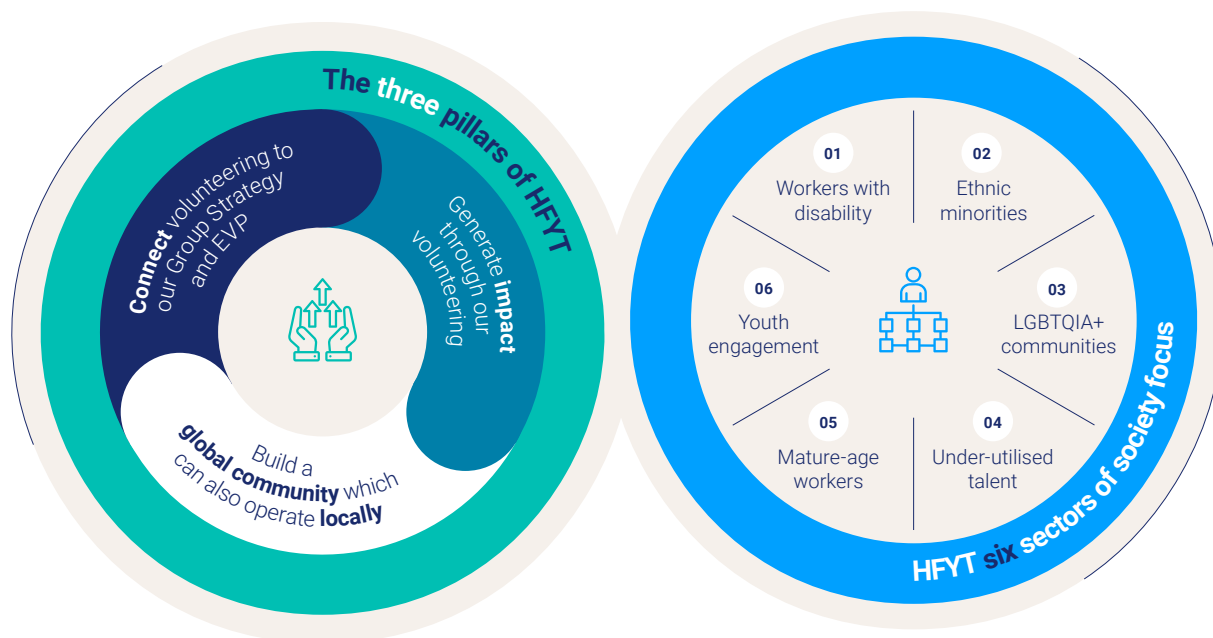 The three pillars of HFYT
Connect volunteering to
our Group Strategy
and EVP
Generate impact
through our
volunteering
Build a
global community which
can also operate locally
01
Workers with
disability
02
Ethnic
minorities
03
LGBTQIA+
communities
04
Under-utilised
talent
05
Mature-age
workers
06
Youth
engagement
HFYT six sectors of society focus